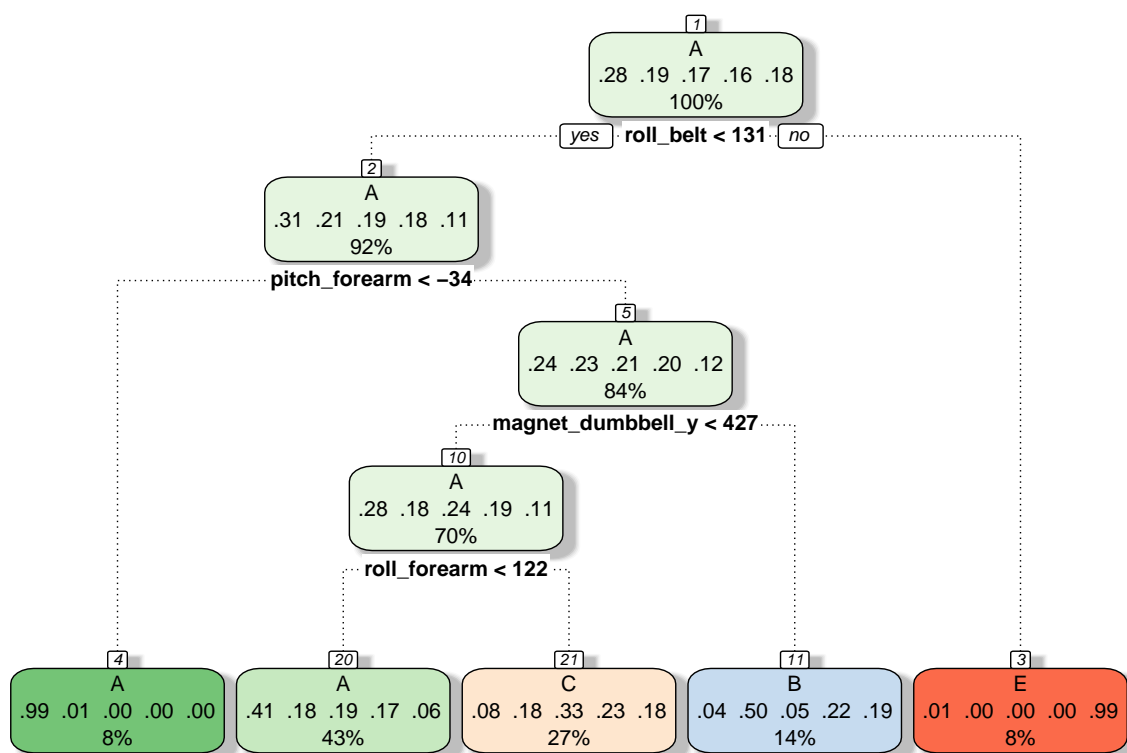 1
A
.28 .19 .17 .16 .18
100%
yes roll_belt < 131 no
2
A
.31 .21 .19 .18 .11
92%
pitch_forearm < −34
5
A
.24 .23 .21 .20 .12
84%
magnet_dumbbell_y < 427
10
A
.28 .18 .24 .19 .11
70%
roll_forearm < 122
4
A
.99 .01 .00 .00 .00
8%
20
A
.41 .18 .19 .17 .06
43%
21
C
.08 .18 .33 .23 .18
27%
11
B
.04 .50 .05 .22 .19
14%
3
E
.01 .00 .00 .00 .99
8%